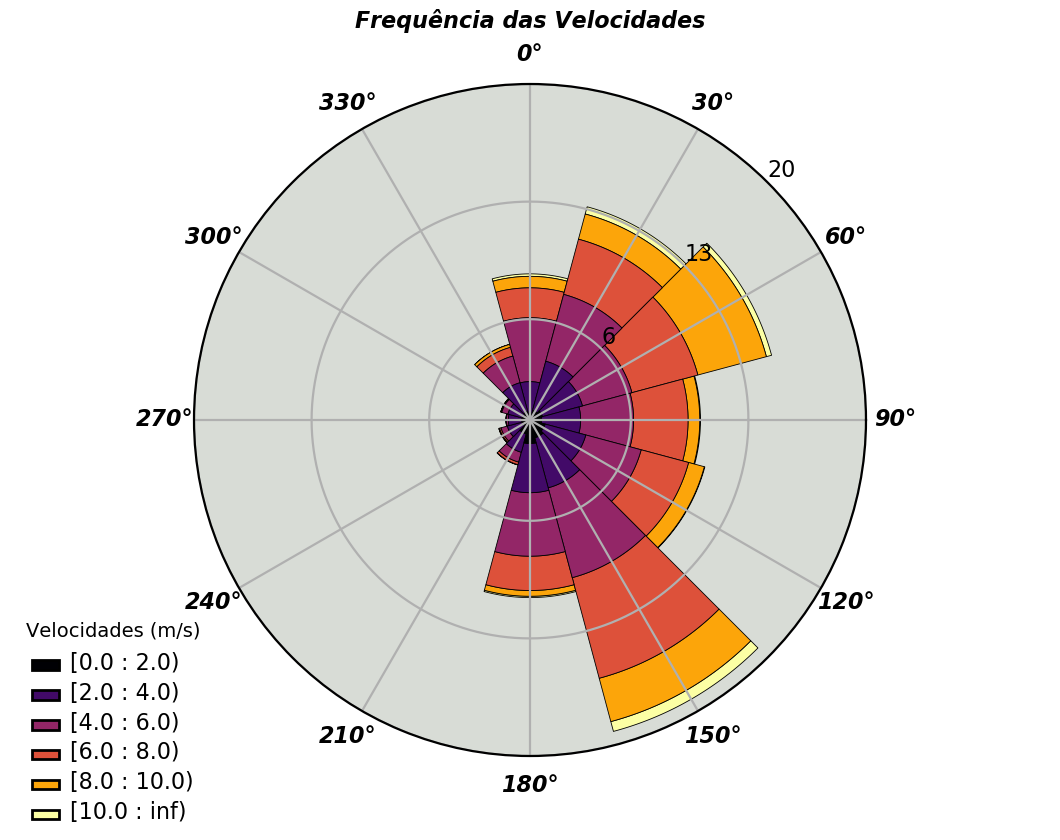 Frequência das Velocidades
0°
330°
30°
20
300°
60°
13
6
270°
90°
240°
120°
210°
150°
180°
Velocidades (m/s)
[0.0 : 2.0)
[2.0 : 4.0)
[4.0 : 6.0)
[6.0 : 8.0)
[8.0 : 10.0)
[10.0 : inf)